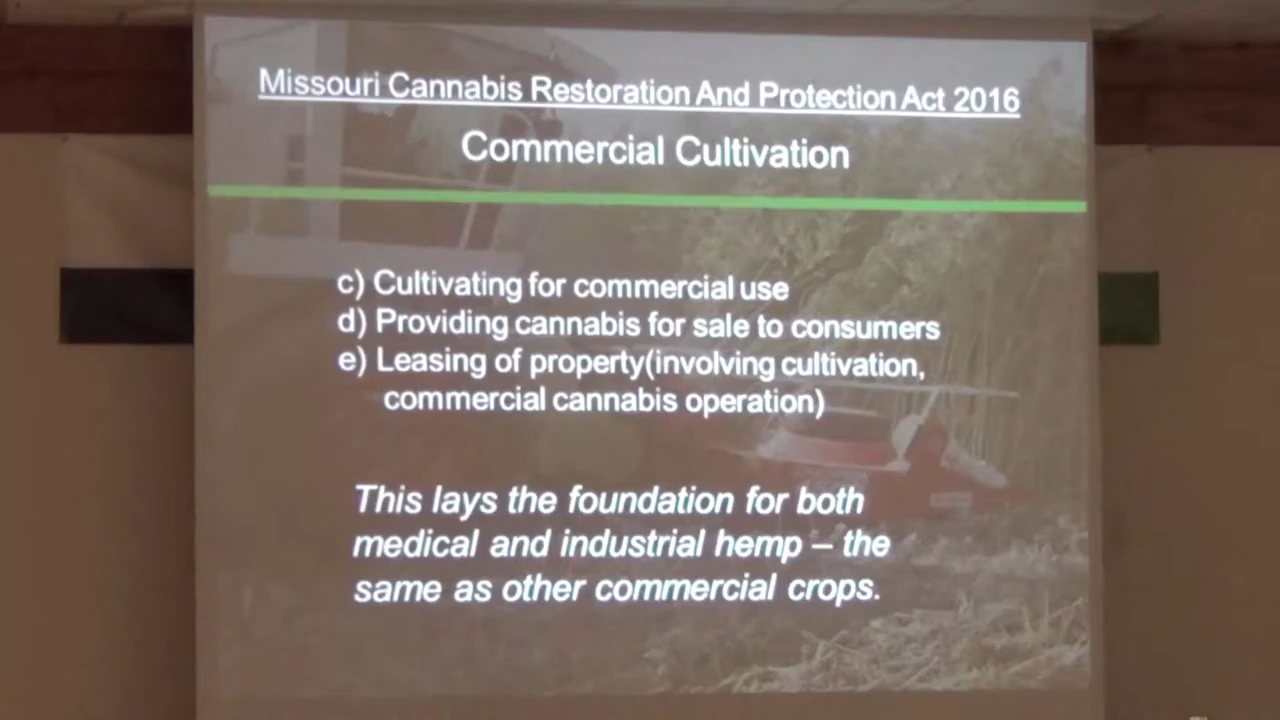 Missouri Cannabis Restoration And Protection Act 2016
Commercial Cultivation
c) Cultivating for commercial use
d) Providing cannabis for sale to consumers
e) Leasing of property(involving cultivation,
commercial cannabis operation)
This lays the foundation for both
medical and industrial hemp – the
same as other commercial crops.